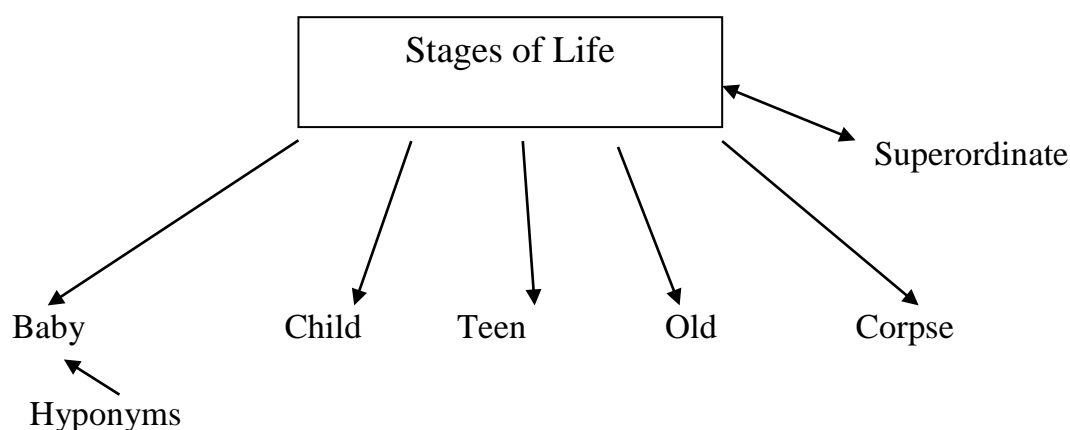 Stages of Life
Superordinate
Baby Child Teen Old Corpse
Hyponyms